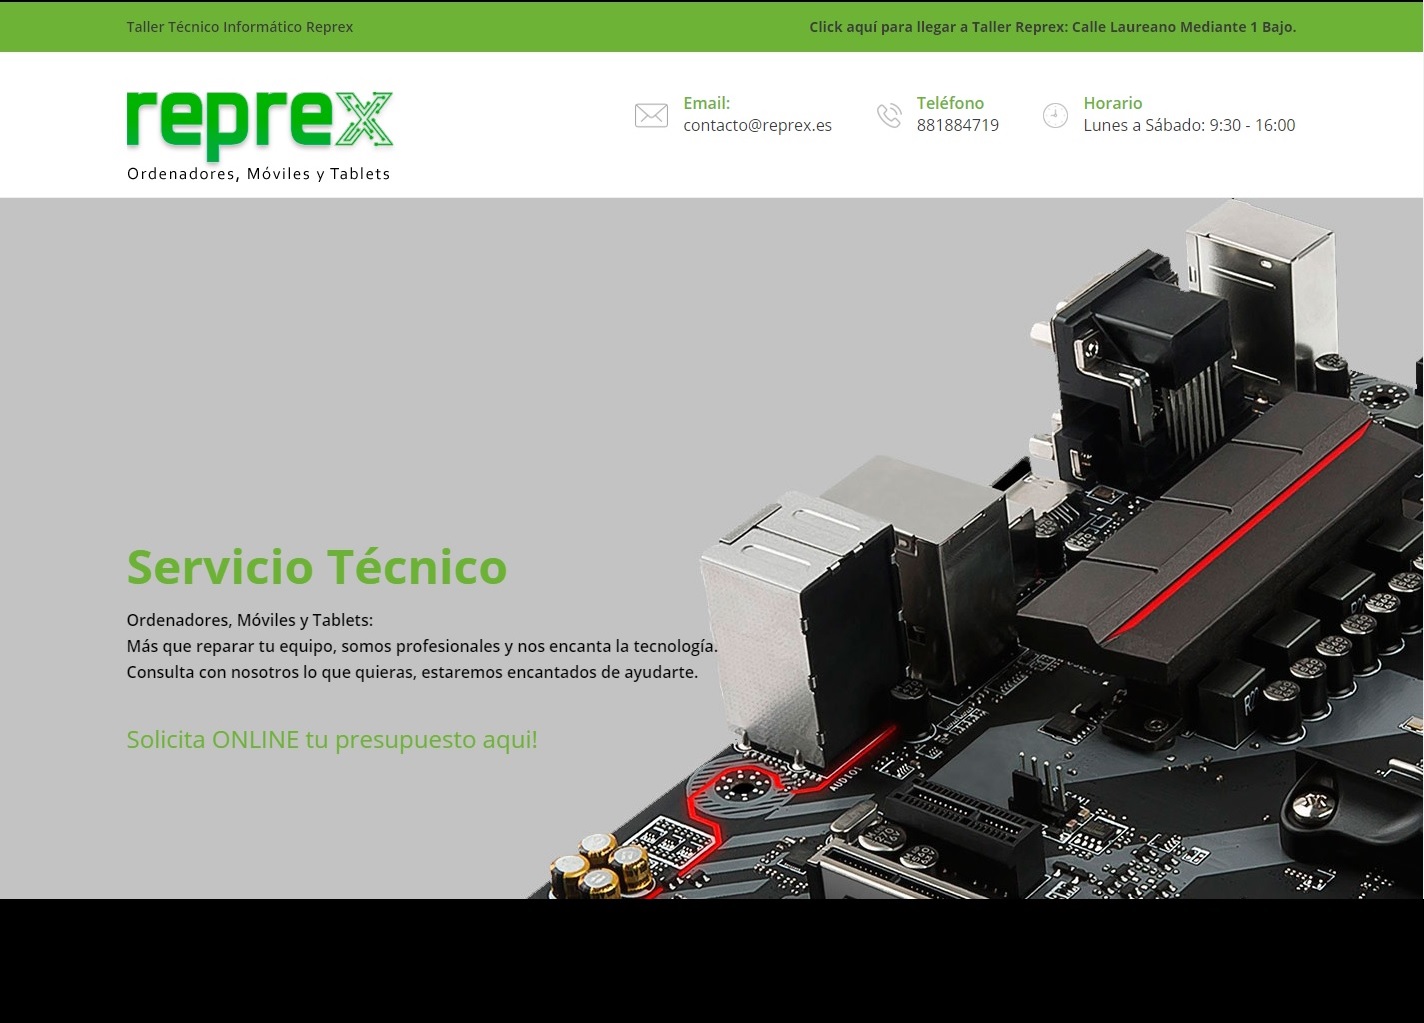 Taller Técnico Informático Reprex
Click aquí para llegar a Taller Reprex: Calle Laureano Mediante 1 Bajo.
reprex
Ordenadores, Móviles y Tablets
Email:
contacto@reprex.es
Teléfono
881884719
Horario
Lunes a Sábado: 9:30 - 16:00
Servicio Técnico
Ordenadores, Móviles y Tablets:
Más que reparar tu equipo, somos profesionales y nos encanta la tecnología.
Consulta con nosotros lo que quieras, estaremos encantados de ayudarte.
Solicita ONLINE tu presupuesto aqui!
AUDIO1